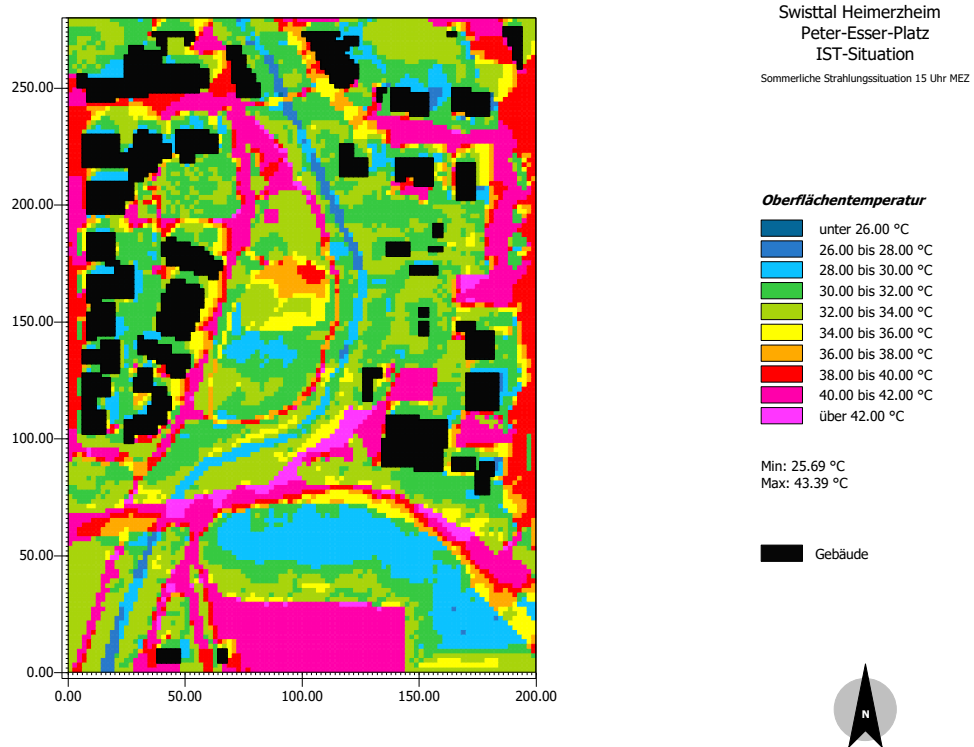 Swisttal Heimerzheim
Peter-Esser-Platz
IST-Situation
Sommerliche Strahlungssituation 15 Uhr MEZ
250.00
200.00
150.00
100.00
50.00
0.00
0.00 50.00 100.00 150.00 200.00
Oberflächentemperatur
unter 26.00 °C
26.00 bis 28.00 °C
28.00 bis 30.00 °C
30.00 bis 32.00 °C
32.00 bis 34.00 °C
34.00 bis 36.00 °C
36.00 bis 38.00 °C
38.00 bis 40.00 °C
40.00 bis 42.00 °C
über 42.00 °C
Min: 25.69 °C
Max: 43.39 °C
Gebäude
N